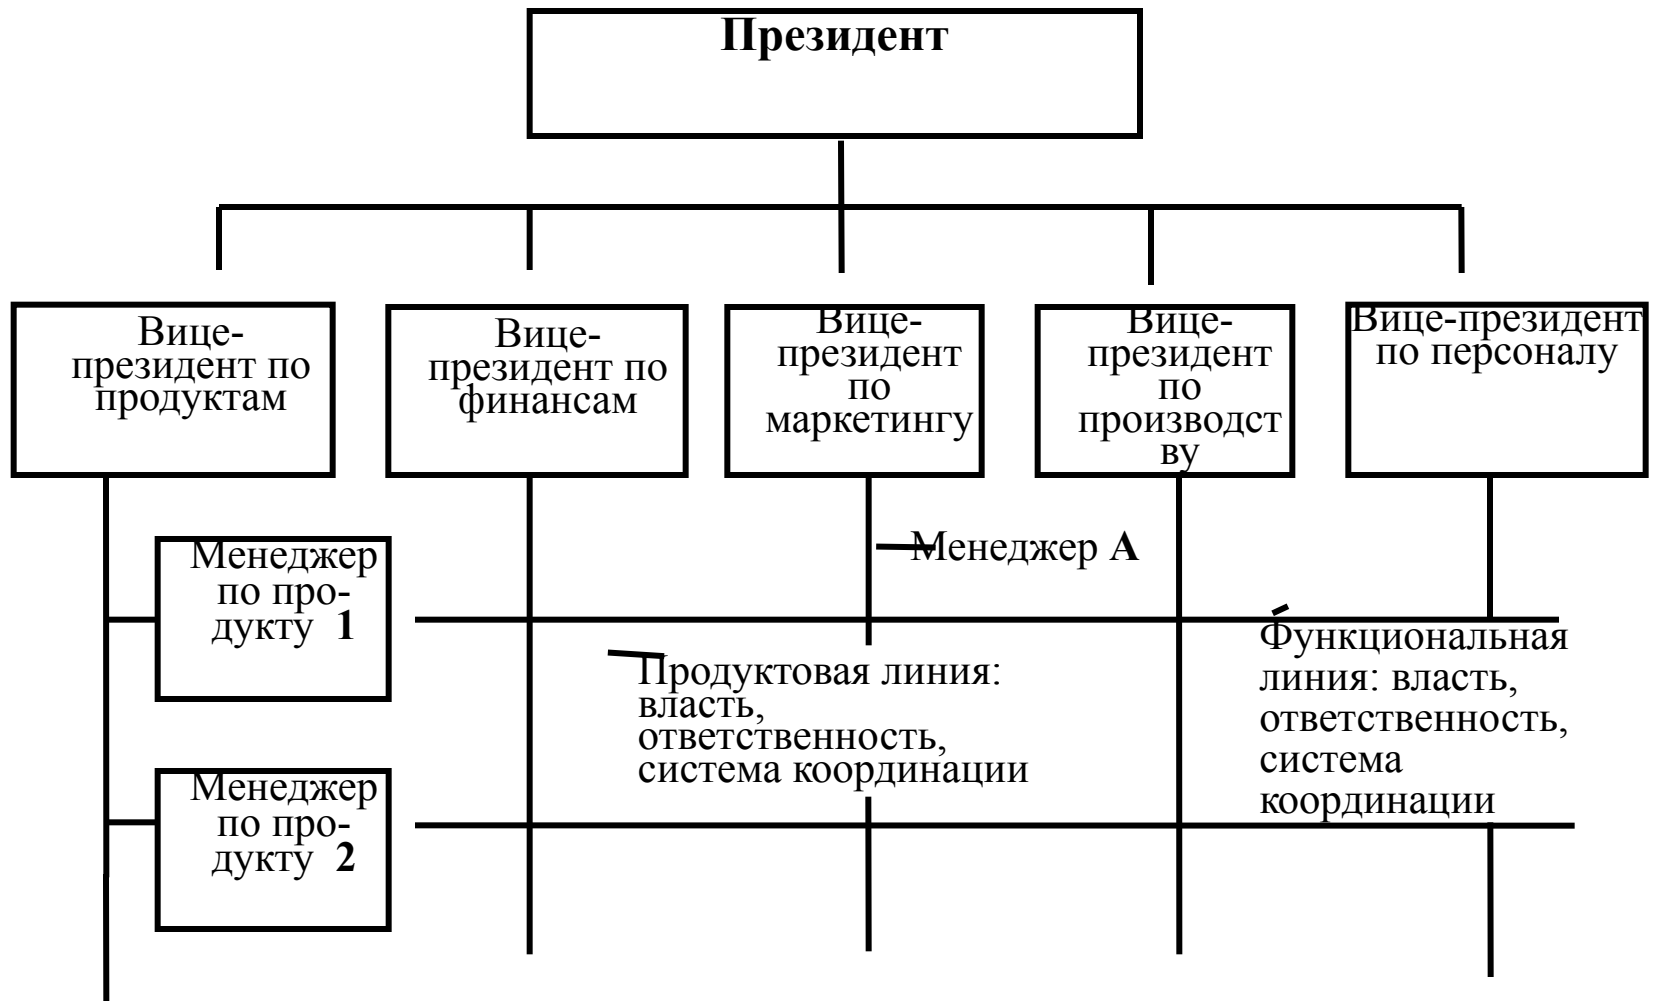 Президент
Вице-
президент по
продуктам
Вице-
президент по
финансам
Вице-
президент
по
маркетингу
Вице-
президент
по
производст
ву
Вице-президент
по персоналу
Менеджер
по про-
дукту 1
Менеджер А
Продуктовая линия:
власть,
ответственность,
система координации
Функциональная
линия: власть,
ответственность,
система
координации
Менеджер
по про-
дукту 2